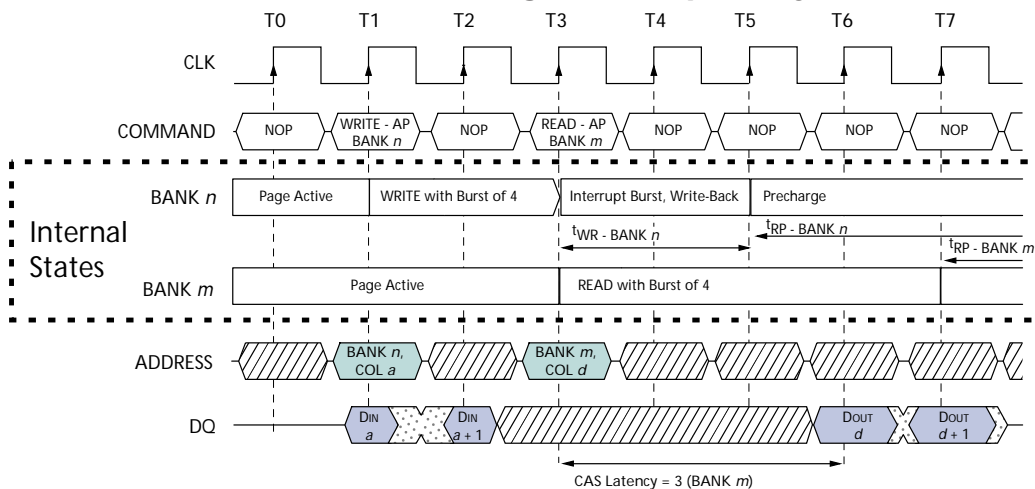 T0 T1 T2 T3 T4 T5 T6 T7
CLK
COMMAND NOP WRITE - AP BANK n NOP READ - AP BANK m NOP NOP NOP NOP
BANK n Page Active WRITE with Burst of 4 Interrupt Burst, Write-Back Precharge
Internal States
tWR - BANK n tRP - BANK n
tRP - BANK m
BANK m Page Active READ with Burst of 4
ADDRESS BANK n, COL a BANK m, COL d
DQ DIN a DIN a + 1 DOUT d DOUT d + 1
CAS Latency = 3 (BANK m)